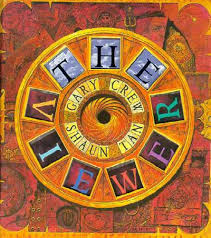 THE
VIEWER
GARY CREW
SHAUN TAN